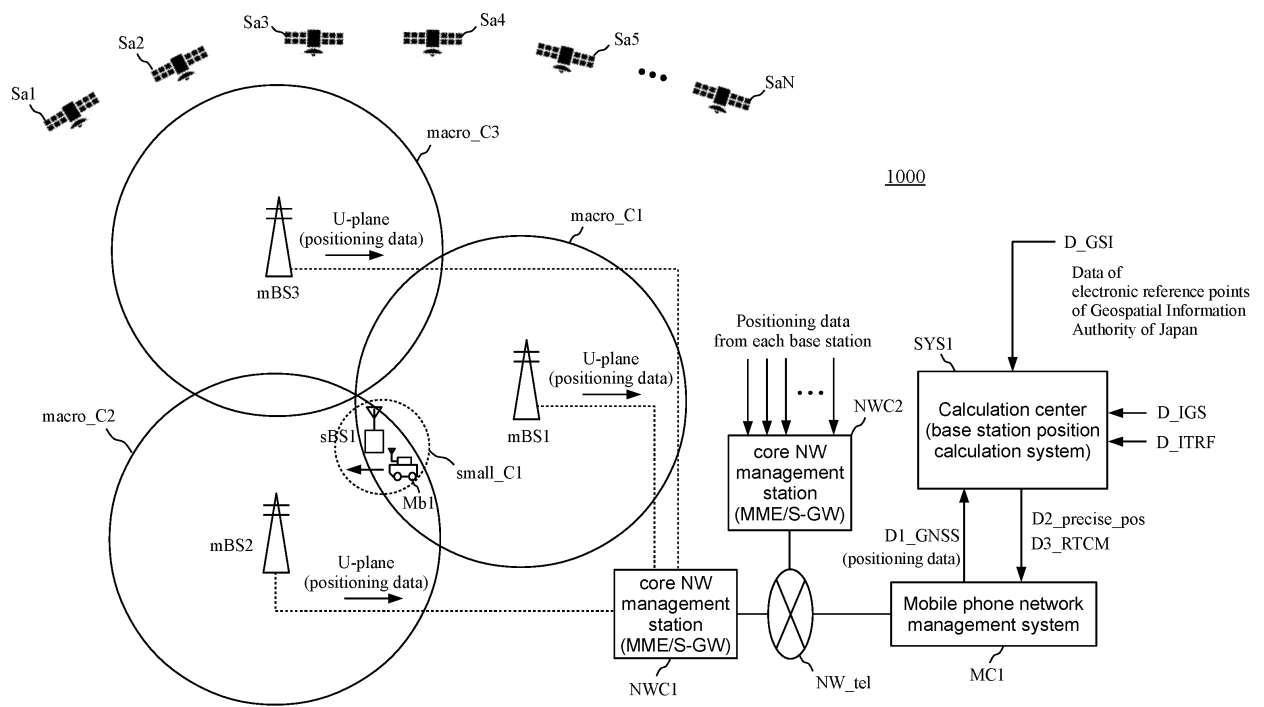 Sa1
Sa2
Sa3
Sa4
Sa5
SaN
macro_C3
1000
macro_C1
U-plane
(positioning data)
mBS3
D_GSI
Data of
electronic reference points
of Geospatial Information
Authority of Japan
Positioning data
from each base station
SYS1
U-plane
(positioning data)
mBS1
macro_C2
NWC2
Calculation center
(base station position
calculation system)
D_IGS
D_ITRF
sBS1
small_C1
Mb1
core NW
management
station
(MME/S-GW)
mBS2
D1_GNSS
(positioning data)
D2_precise_pos
D3_RTCM
U-plane
(positioning data)
core NW
management
station
(MME/S-GW)
Mobile phone network
management system
NWC1
NW_tel
MC1